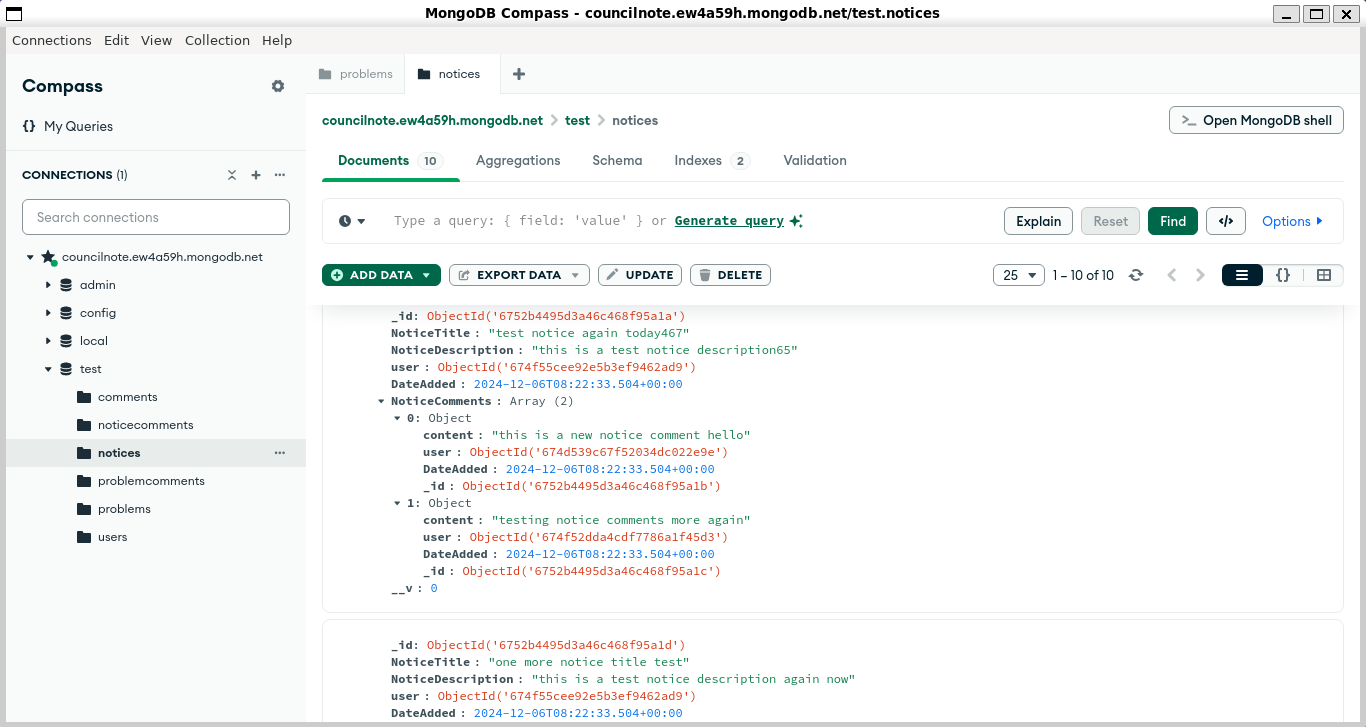 MongoDB Compass - councilnote.ew4a59h.mongodb.net/test.notices
Connections Edit View Collection Help
Compass
My Queries
CONNECTIONS (1)
Search connections
councilnote.ew4a59h.mongodb.net
admin
config
local
test
comments
noticecomments
notices
problemcomments
problems
users
problems
notices
councilnote.ew4a59h.mongodb.net > test > notices
>_ Open MongoDB shell
Documents 10 Aggregations Schema Indexes 2 Validation
Type a query: { field: 'value' } or Generate query
Explain Reset Find </> Options
ADD DATA EXPORT DATA UPDATE DELETE
25 1 – 10 of 10 {}
_id: ObjectId('6752b4495d3a46c468f95a1a')
NoticeTitle : "test notice again today467"
NoticeDescription : "this is a test notice description65"
user : ObjectId('674f55cee92e5b3ef9462ad9')
DateAdded : 2024-12-06T08:22:33.504+00:00
NoticeComments : Array (2)
0: Object
content : "this is a new notice comment hello"
user : ObjectId('674d539c67f52034dc022e9e')
DateAdded : 2024-12-06T08:22:33.504+00:00
_id : ObjectId('6752b4495d3a46c468f95a1b')
1: Object
content : "testing notice comments more again"
user : ObjectId('674f52dda4cdf7786a1f45d3')
DateAdded : 2024-12-06T08:22:33.504+00:00
_id : ObjectId('6752b4495d3a46c468f95a1c')
__v : 0
_id: ObjectId('6752b4495d3a46c468f95a1d')
NoticeTitle : "one more notice title test"
NoticeDescription : "this is a test notice description again now"
user : ObjectId('674f55cee92e5b3ef9462ad9')
DateAdded : 2024-12-06T08:22:33.504+00:00